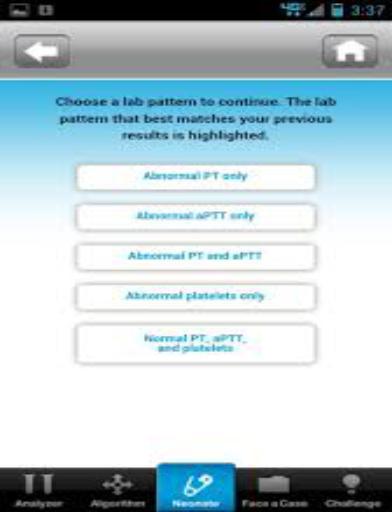 3:37
Choose a lab pattern to continue. The lab
pattern that best matches your previous
results is highlighted.
Abnormal PT only
Abnormal aPTT only
Abnormal PT and aPTT
Abnormal platelets only
Normal PT, aPTT,
and platelets
Analyzer Algorithm Neonate Face a Case Challenge